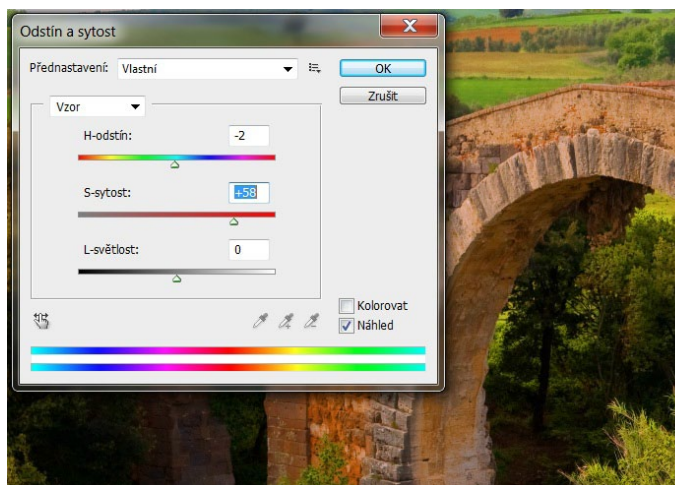 Odstín a sytost
Přednastavení: Vlastní
OK
Zrušit
Vzor
H-odstín: -2
S-sytost: +58
L-světlost: 0
Kolorovat
Náhled